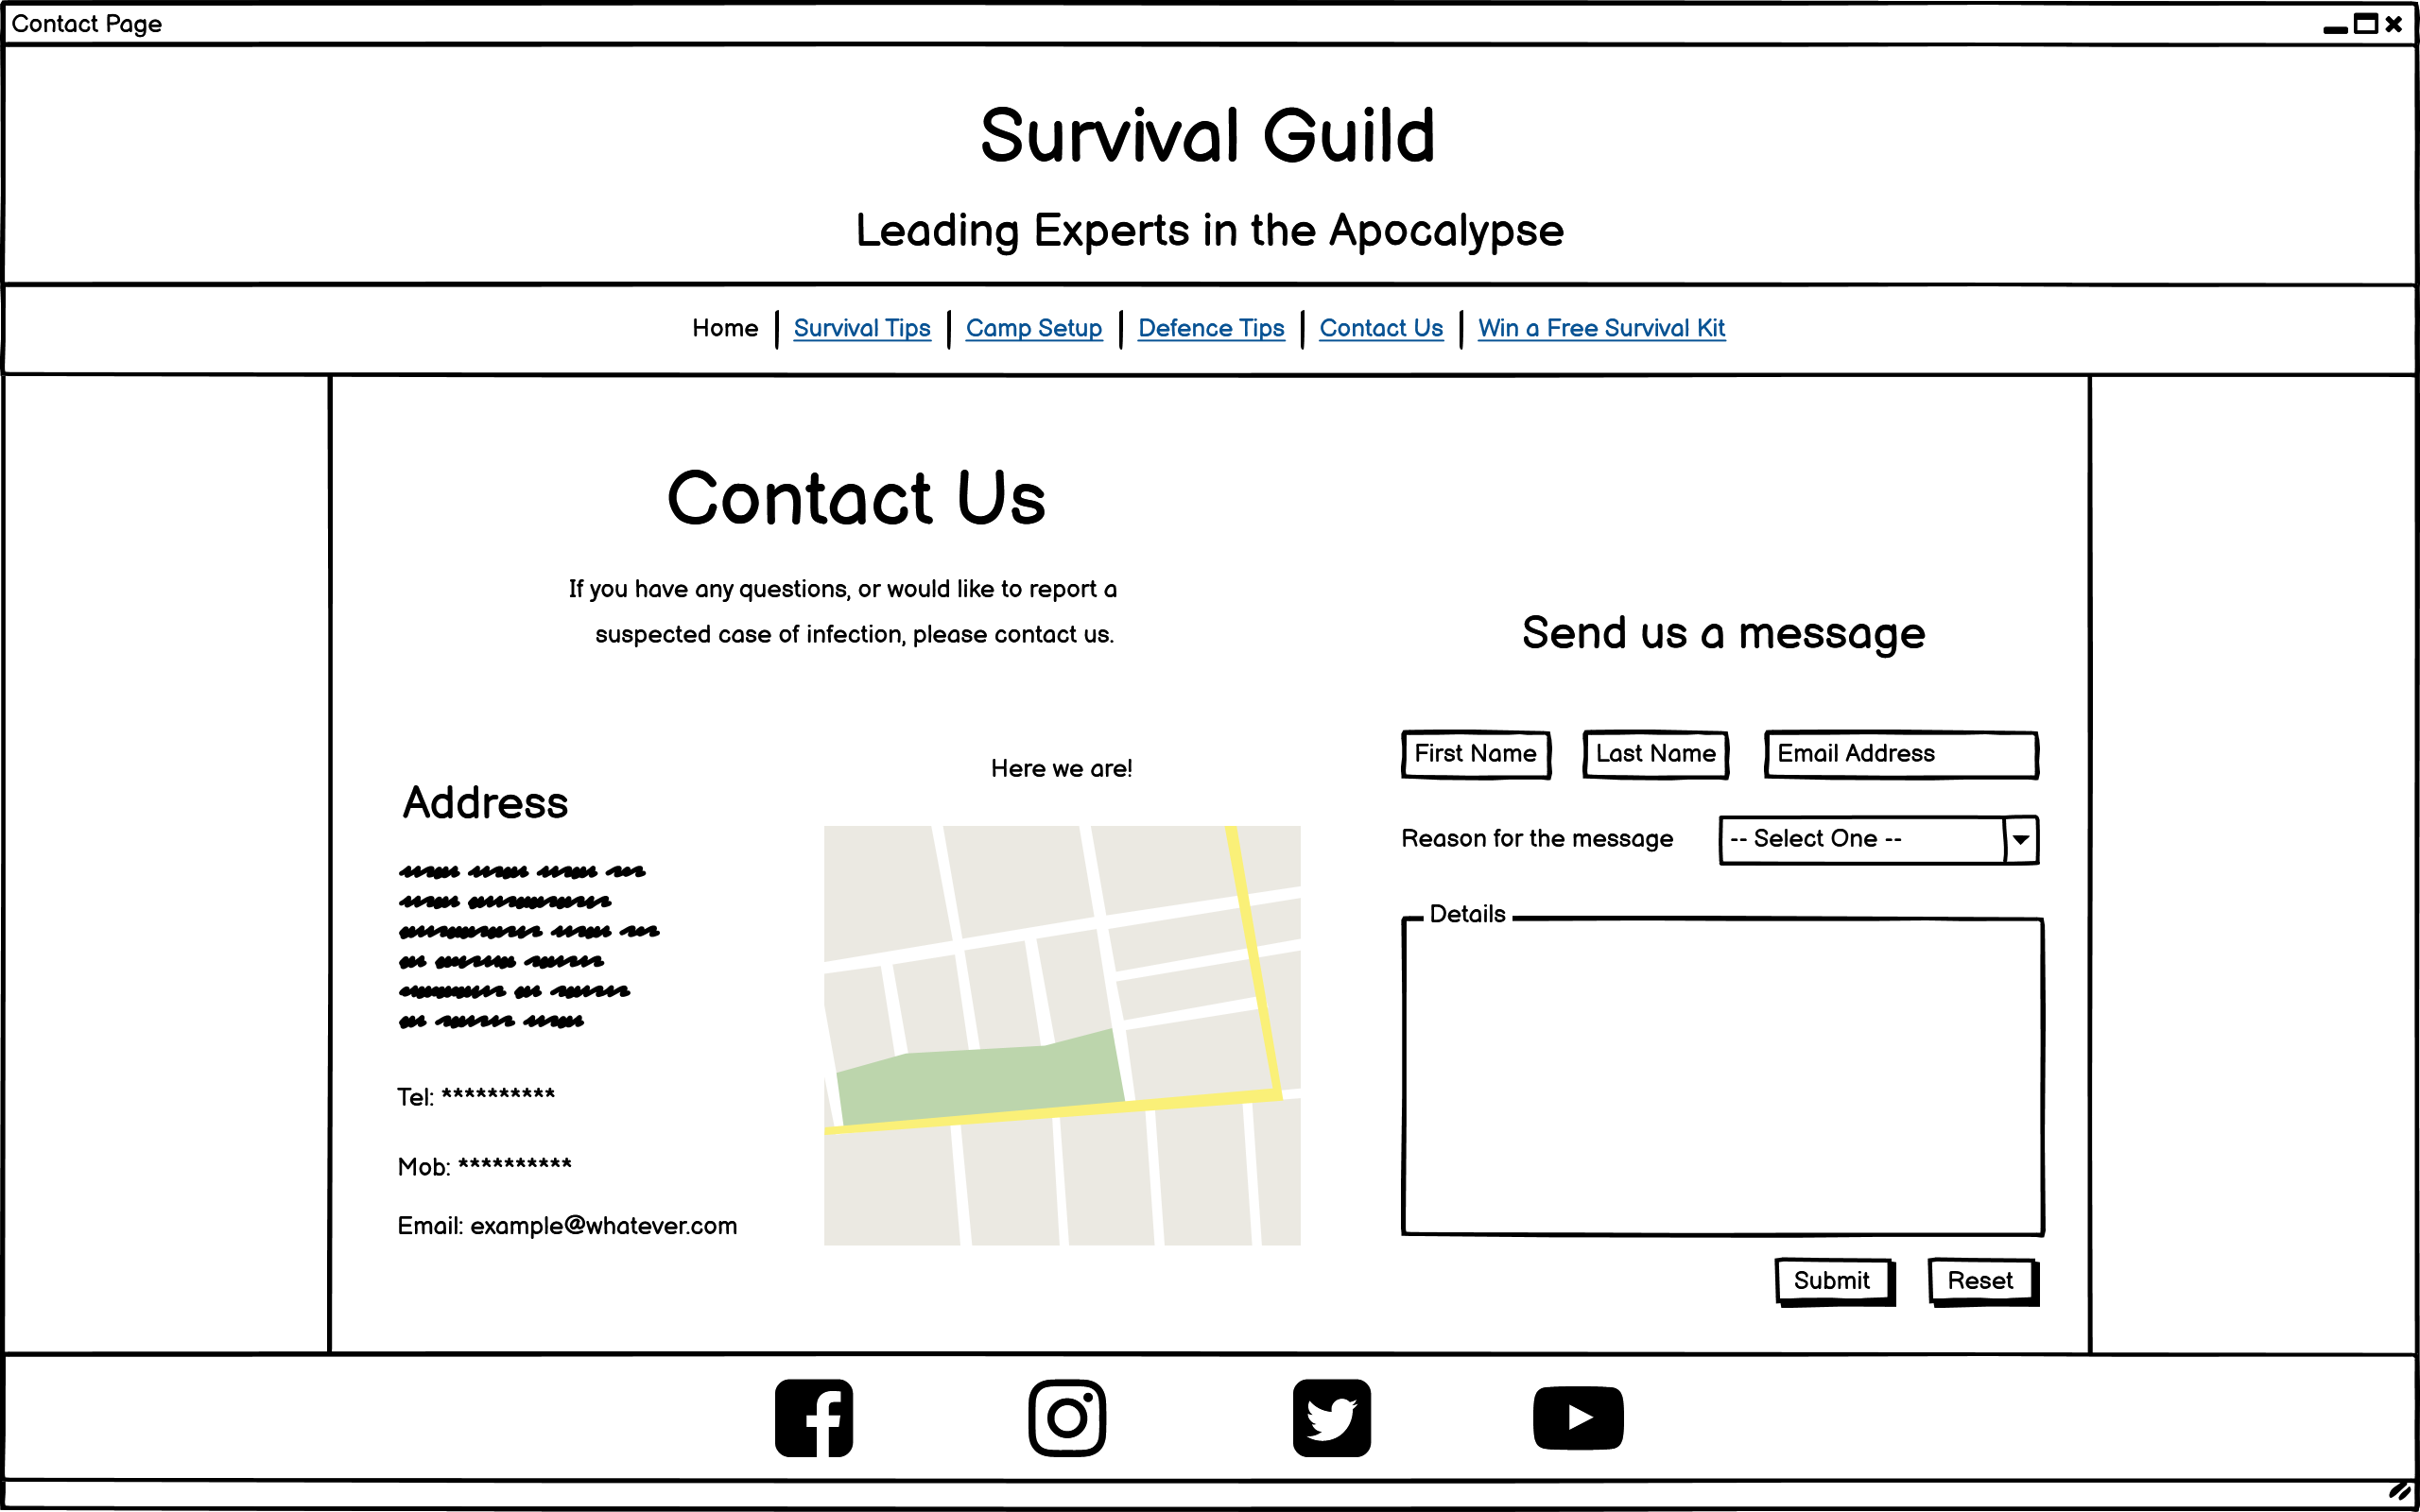 Contact Page
Survival Guild
Leading Experts in the Apocalypse
Home | Survival Tips | Camp Setup | Defence Tips | Contact Us | Win a Free Survival Kit
Contact Us
If you have any questions, or would like to report a
suspected case of infection, please contact us.
Address
Tel: **********
Mob: **********
Email: example@whatever.com
Here we are!
Send us a message
First Name Last Name Email Address
Reason for the message -- Select One --
Details
Submit Reset